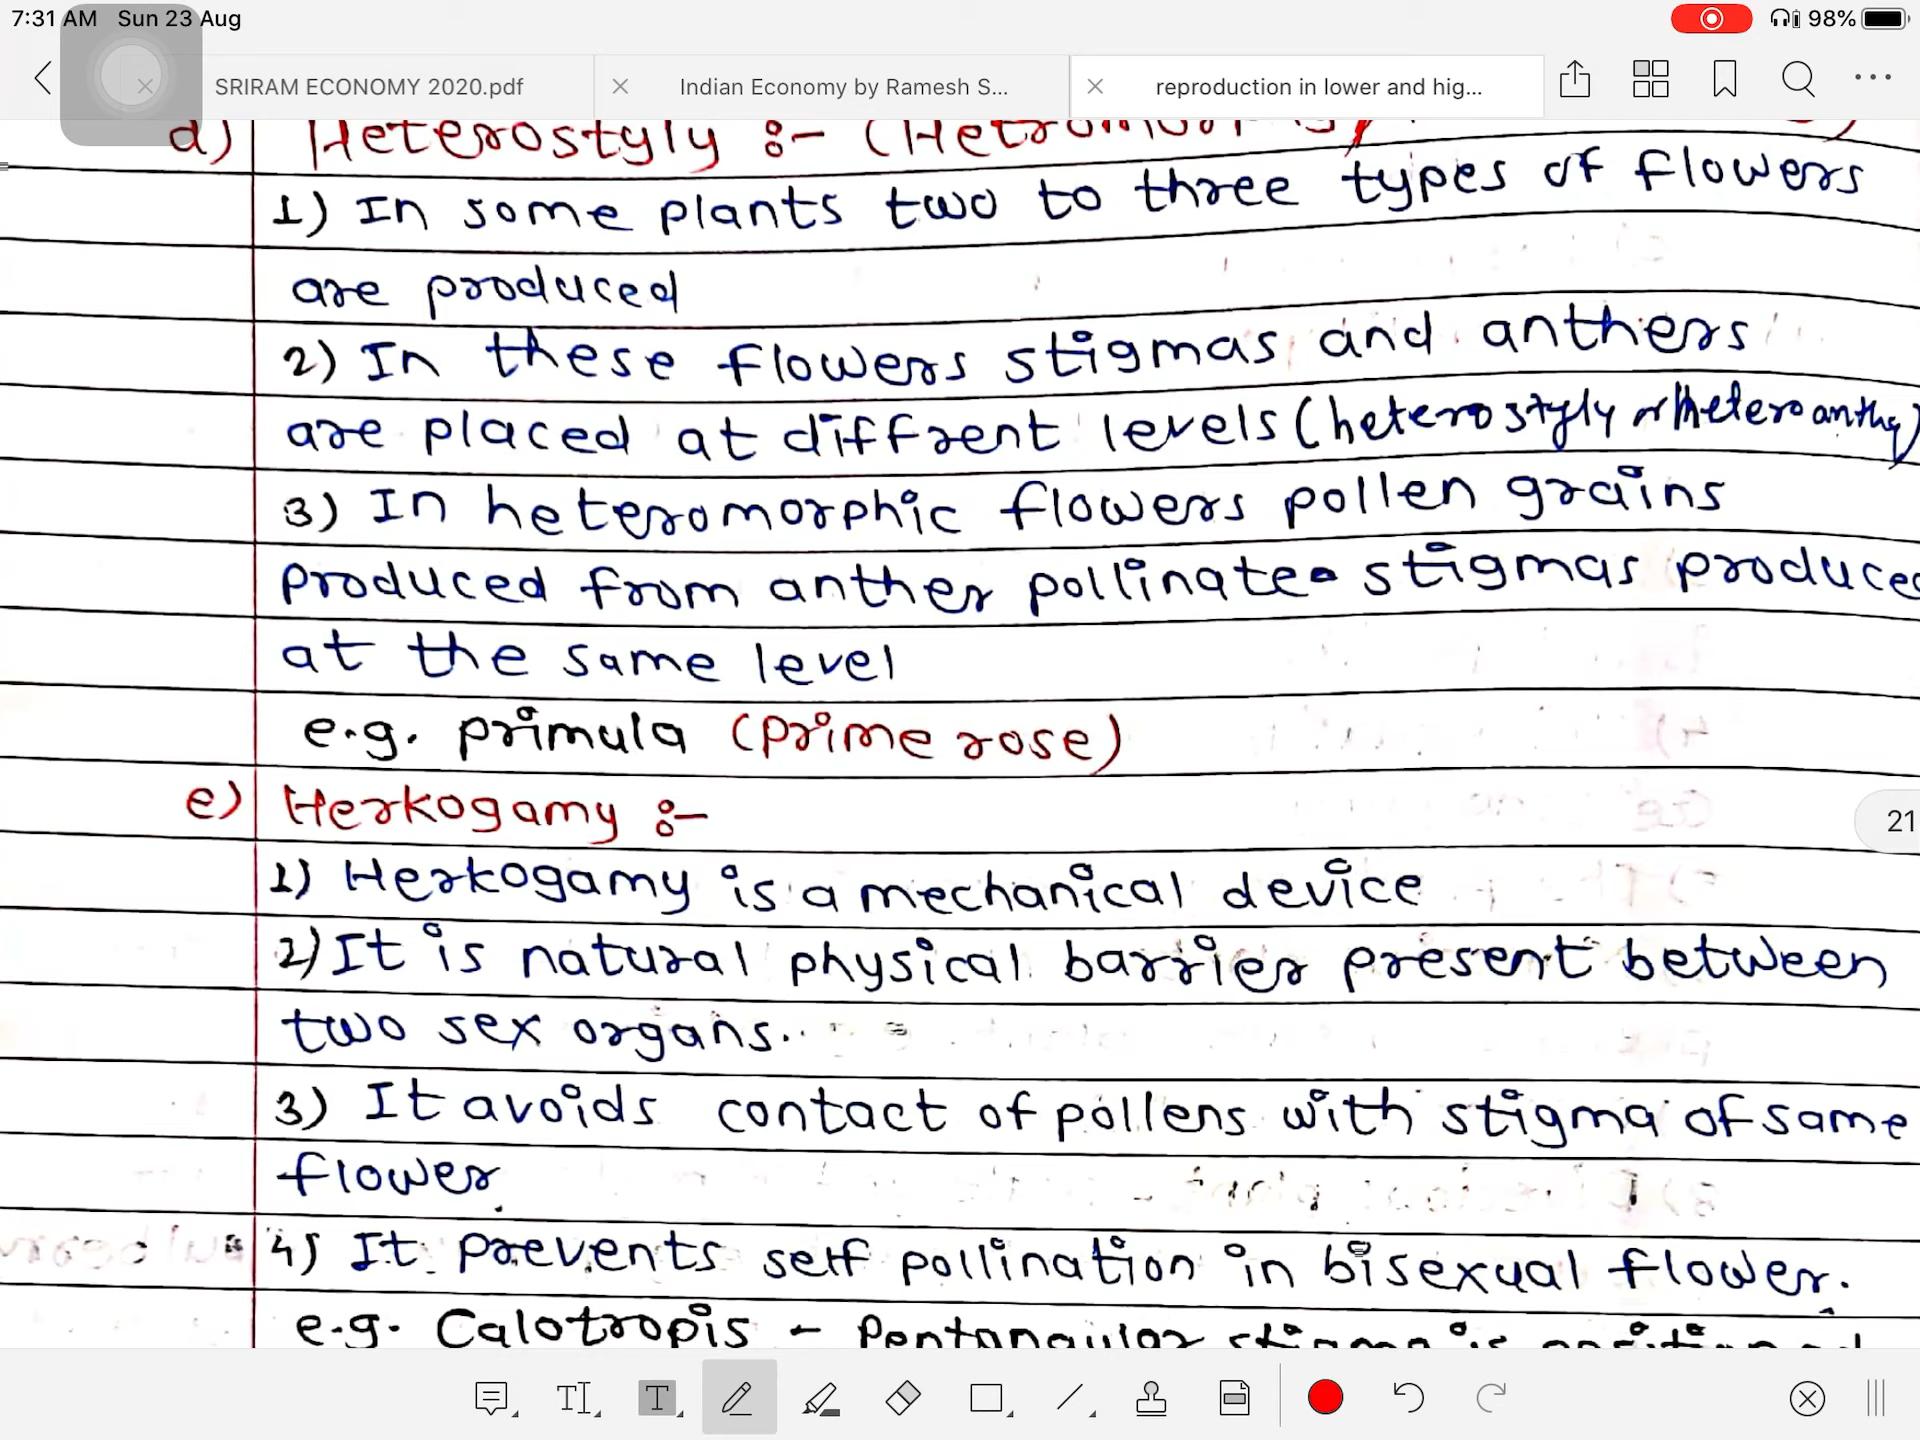 7:31 AM Sun 23 Aug
98%
SRIRAM ECONOMY 2020.pdf
Indian Economy by Ramesh S...
reproduction in lower and hig...
d) Heterostyly :-
1) In some plants two to three types of flowers
are produced
2) In these flowers stigmas and anthers
are placed at diffrent levels (heterostyly or Heteroanthy)
3) In heteromorphic flowers pollen grains
produced from anther pollinate stigmas produced
at the same level
e.g. primula (prime rose)
e) Herkogamy :-
21
1) Herkogamy is a mechanical device
2) It is natural physical barrier present between
two sex organs.
3) It avoids contact of pollens with stigma of same
flower
4) It prevents self pollination in bisexual flower.
e.g. Calotropis - Pentangular stigma is positioned